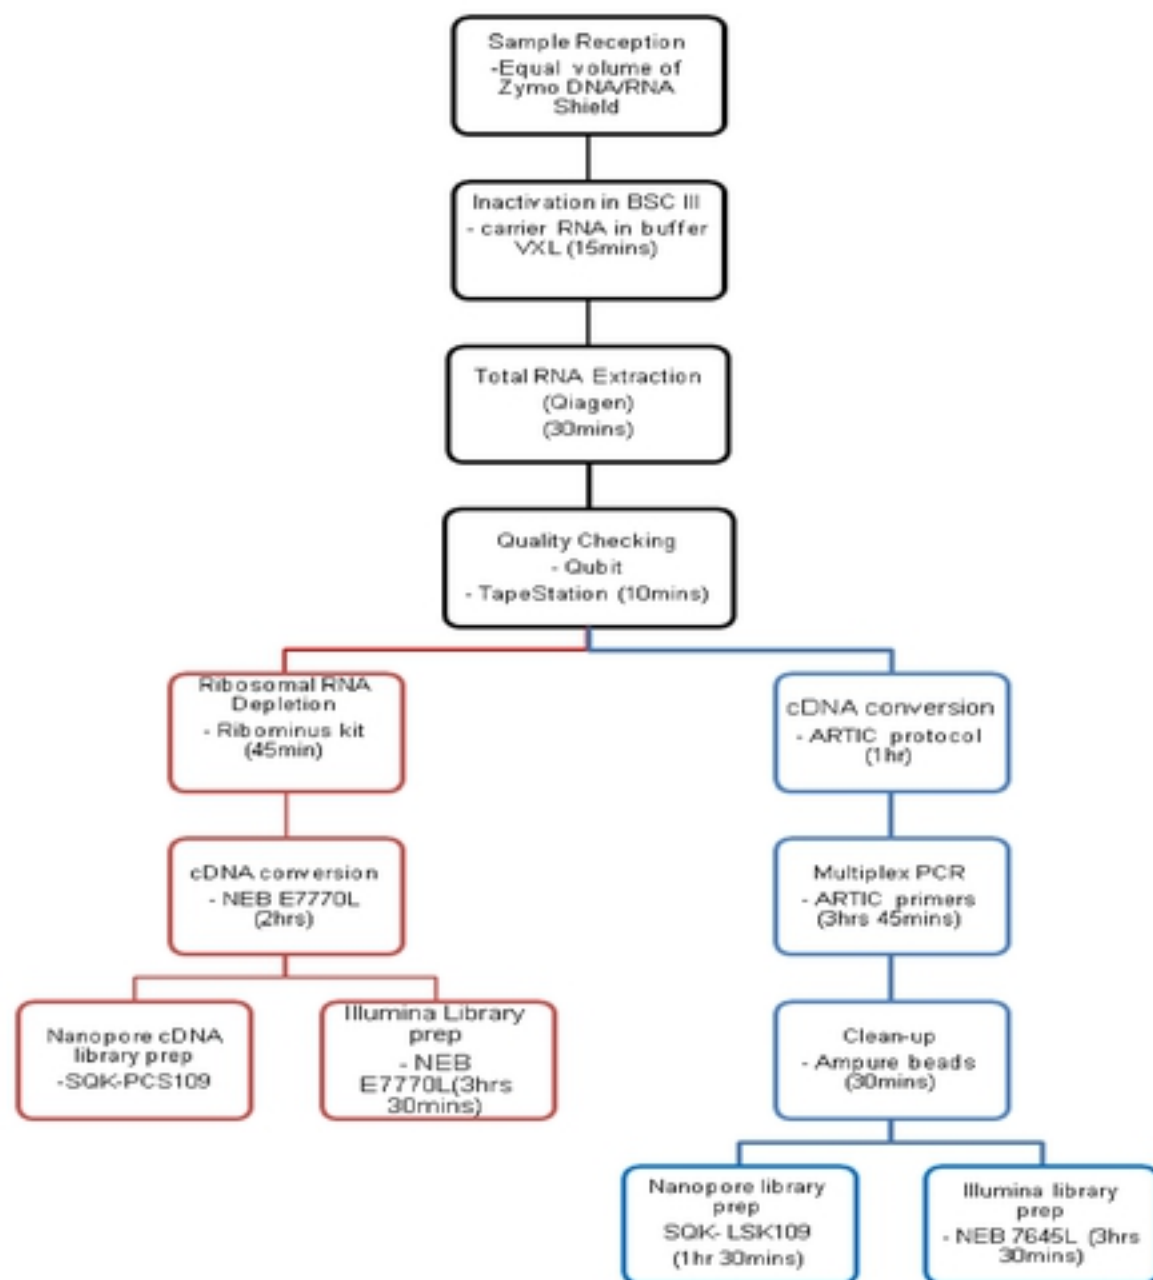 Sample Reception
-Equal volume of
Zymo DNA/RNA
Shield
Inactivation in BSC III
- carrier RNA in buffer
VXL (15mins)
Total RNA Extraction
(Qiagen)
(30mins)
Quality Checking
- Qubit
- TapeStation (10mins)
Ribosomal RNA
Depletion
- Ribominus kit
(45min)
cDNA conversion
- NEB E7770L
(2hrs)
Nanopore cDNA
library prep
-SQK-PCS109
Illumina Library
prep
- NEB
E7770L(3hrs
30mins)
cDNA conversion
- ARTIC protocol
(1hr)
Multiplex PCR
- ARTIC primers
(3hrs 45mins)
Clean-up
- Ampure beads
(30mins)
Nanopore library
prep
SQK- LSK109
(1hr 30mins)
Illumina library
prep
- NEB 7645L (3hrs
30mins)